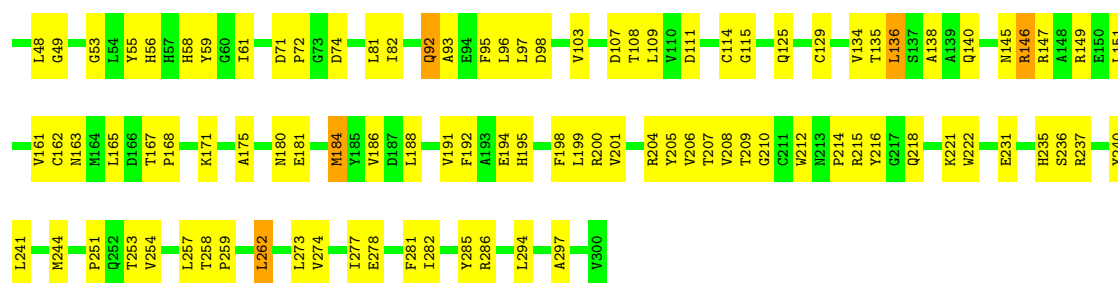 L48 G49 G53 L54 Y55 H56 H57 H58 Y59 G60 I61 D71 P72 G73 D74 L81 I82 Q92 A93 E94 F95 L96 L97 D98 V103 D107 T108 L109 V110 D111 C114 G115 Q125 C129 V134 T135 L136 S137 A138 A139 Q140 N145 R146 R147 A148 R149 E150 L151
V161 C162 N163 M164 L165 D166 T167 P168 K171 A175 N180 E181 M184 Y185 V186 D187 L188 V191 F192 A193 E194 H195 F198 L199 R200 V201 R204 Y205 V206 T207 V208 T209 G210 C211 W212 N213 P214 R215 Y216 G217 Q218 K221 W222 E231 H235 S236 R237
L241 M244 P251 Q252 T253 V254 L257 T258 P259 L262 L273 V274 I277 E278 F281 I282 Y285 R286 L294 A297 V300